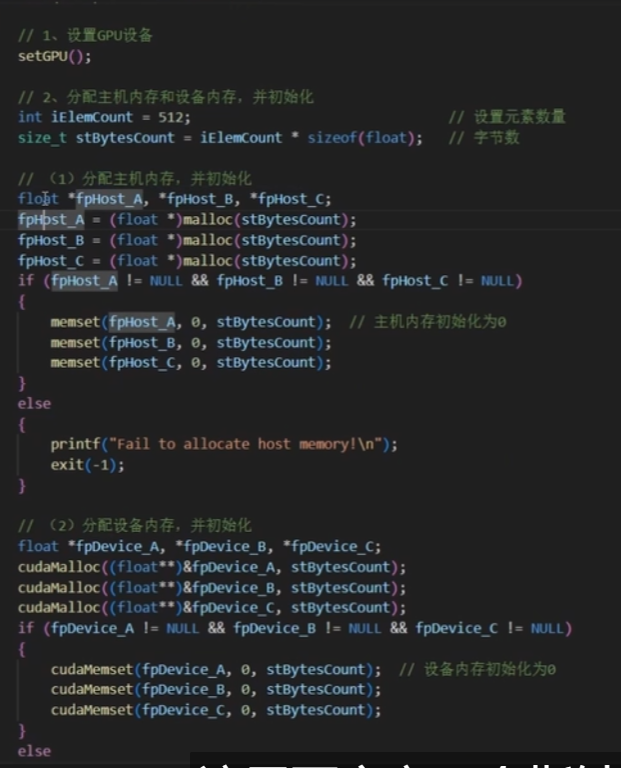 // 1、设置GPU设备
setGPU();
// 2、分配主机内存和设备内存，并初始化
int iElemCount = 512; // 设置元素数量
size_t stBytesCount = iElemCount * sizeof(float); // 字节数
// （1）分配主机内存，并初始化
float *fpHost_A, *fpHost_B, *fpHost_C;
fpHost_A = (float *)malloc(stBytesCount);
fpHost_B = (float *)malloc(stBytesCount);
fpHost_C = (float *)malloc(stBytesCount);
if (fpHost_A != NULL && fpHost_B != NULL && fpHost_C != NULL)
{
memset(fpHost_A, 0, stBytesCount); // 主机内存初始化为0
memset(fpHost_B, 0, stBytesCount);
memset(fpHost_C, 0, stBytesCount);
}
else
{
printf("Fail to allocate host memory!\n");
exit(-1);
}
// （2）分配设备内存，并初始化
float *fpDevice_A, *fpDevice_B, *fpDevice_C;
cudaMalloc((float**)&fpDevice_A, stBytesCount);
cudaMalloc((float**)&fpDevice_B, stBytesCount);
cudaMalloc((float**)&fpDevice_C, stBytesCount);
if (fpDevice_A != NULL && fpDevice_B != NULL && fpDevice_C != NULL)
{
cudaMemset(fpDevice_A, 0, stBytesCount); // 设备内存初始化为0
cudaMemset(fpDevice_B, 0, stBytesCount);
cudaMemset(fpDevice_C, 0, stBytesCount);
}
else